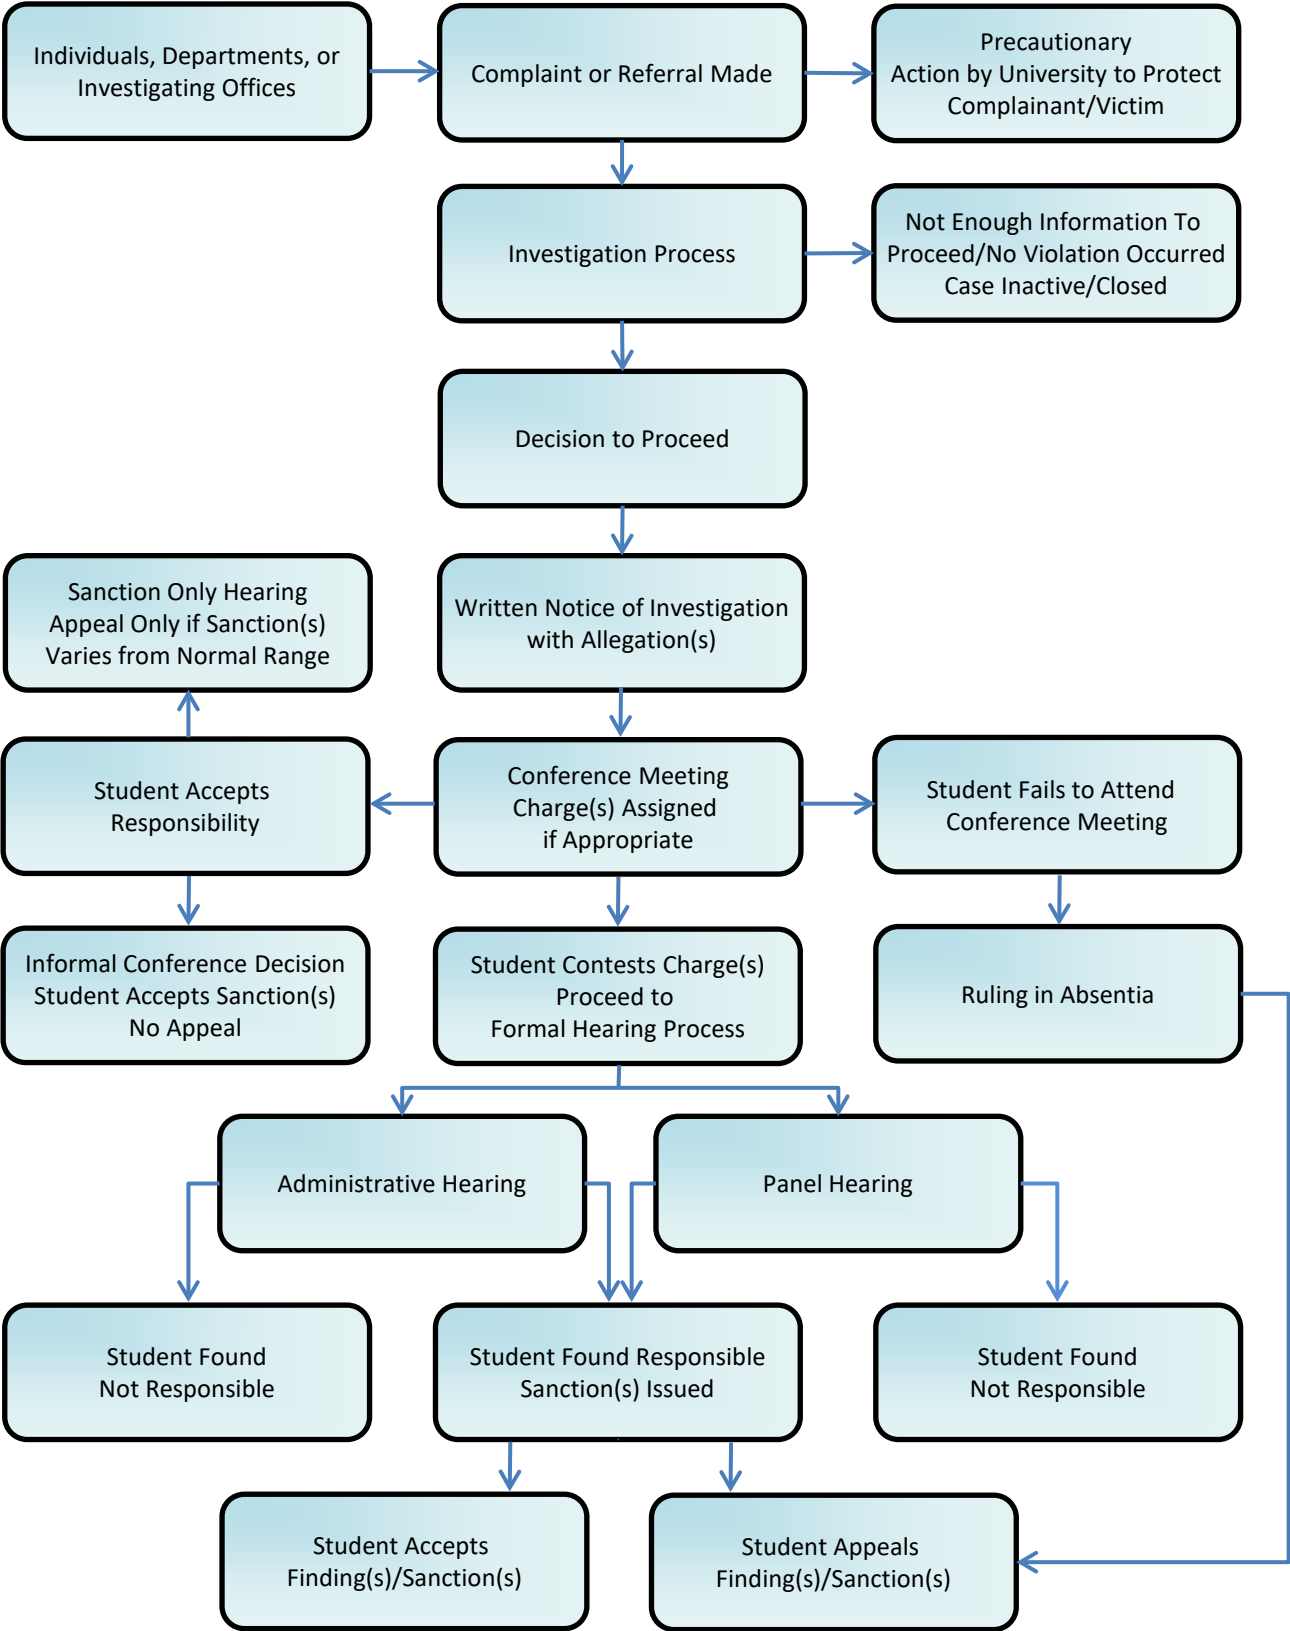 Individuals, Departments, or
Investigating Offices
Complaint or Referral Made
Precautionary
Action by University to Protect
Complainant/Victim
Investigation Process
Not Enough Information To
Proceed/No Violation Occurred
Case Inactive/Closed
Decision to Proceed
Sanction Only Hearing
Appeal Only if Sanction(s)
Varies from Normal Range
Written Notice of Investigation
with Allegation(s)
Student Accepts
Responsibility
Conference Meeting
Charge(s) Assigned
if Appropriate
Student Fails to Attend
Conference Meeting
Informal Conference Decision
Student Accepts Sanction(s)
No Appeal
Student Contests Charge(s)
Proceed to
Formal Hearing Process
Ruling in Absentia
Administrative Hearing
Panel Hearing
Student Found
Not Responsible
Student Found Responsible
Sanction(s) Issued
Student Found
Not Responsible
Student Accepts
Finding(s)/Sanction(s)
Student Appeals
Finding(s)/Sanction(s)